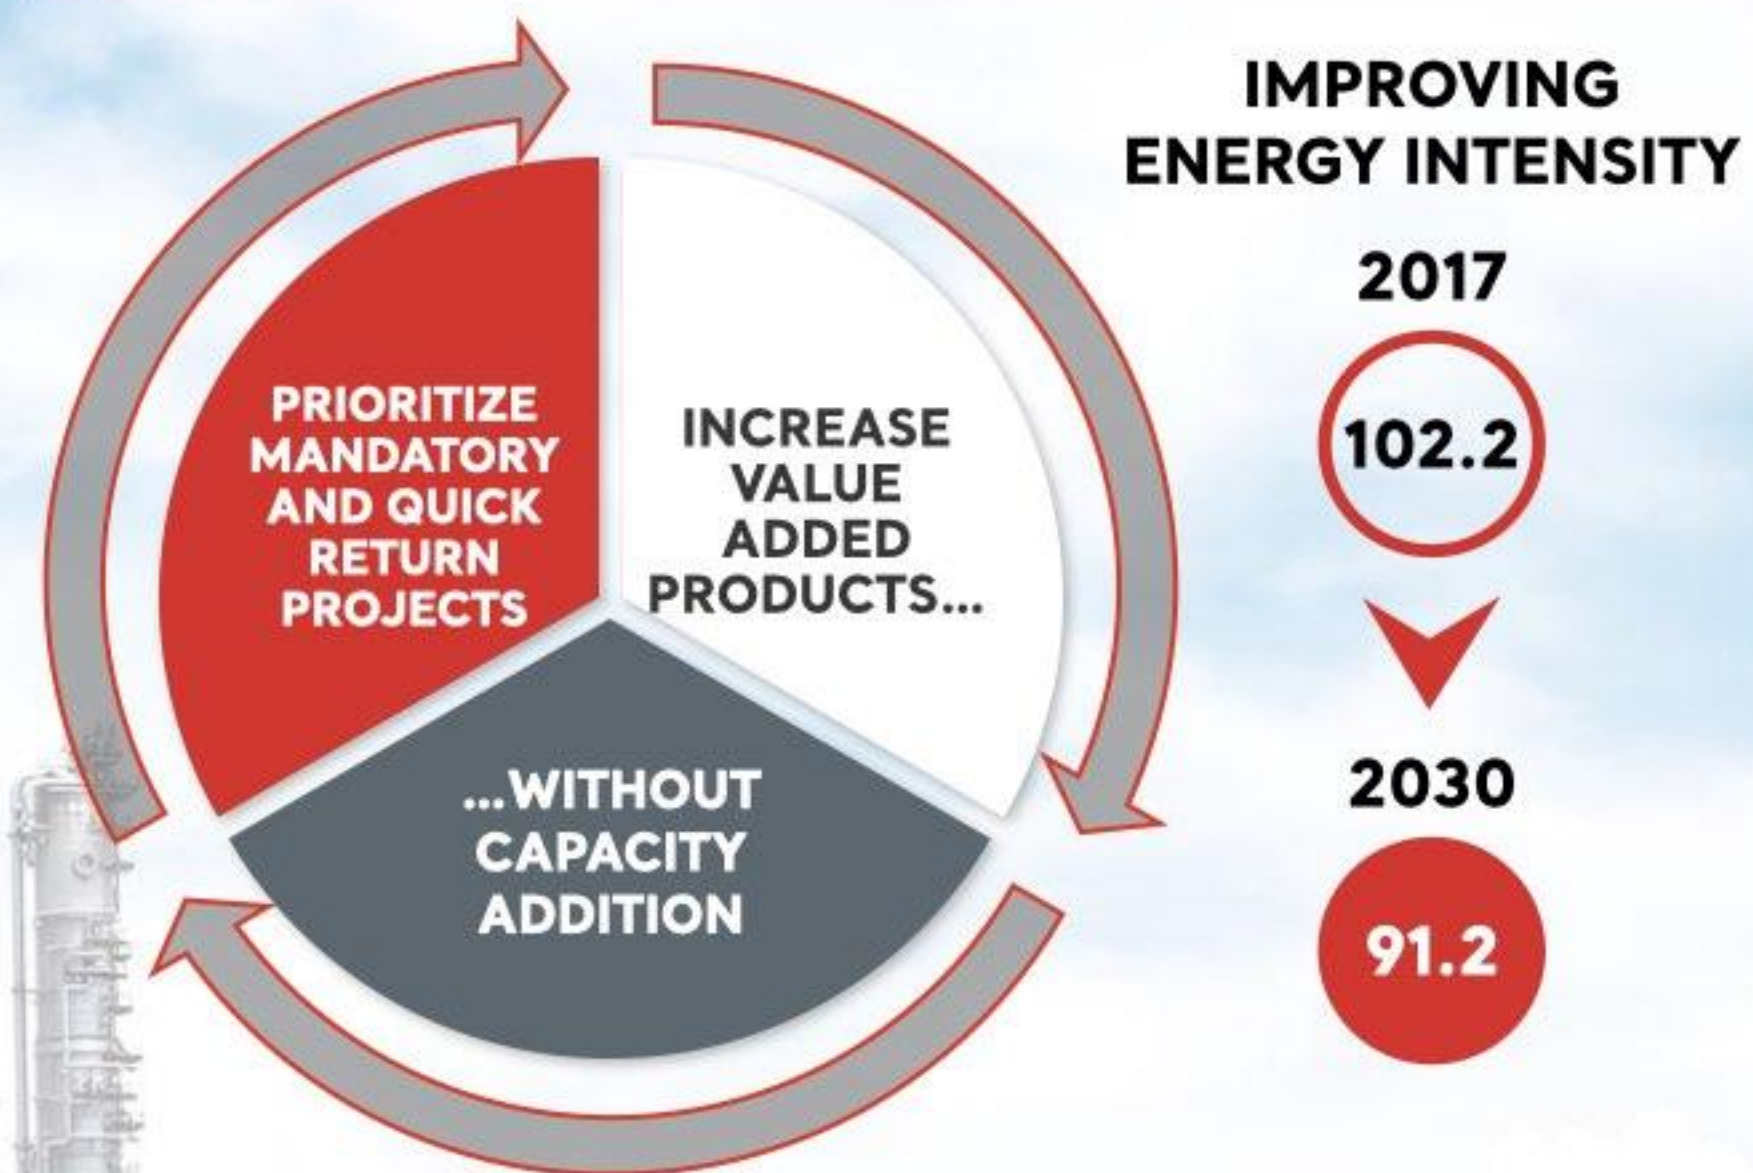 PRIORITIZE
MANDATORY
AND QUICK
RETURN
PROJECTS
INCREASE
VALUE
ADDED
PRODUCTS...
...WITHOUT
CAPACITY
ADDITION
IMPROVING
ENERGY INTENSITY
2017
102.2
2030
91.2